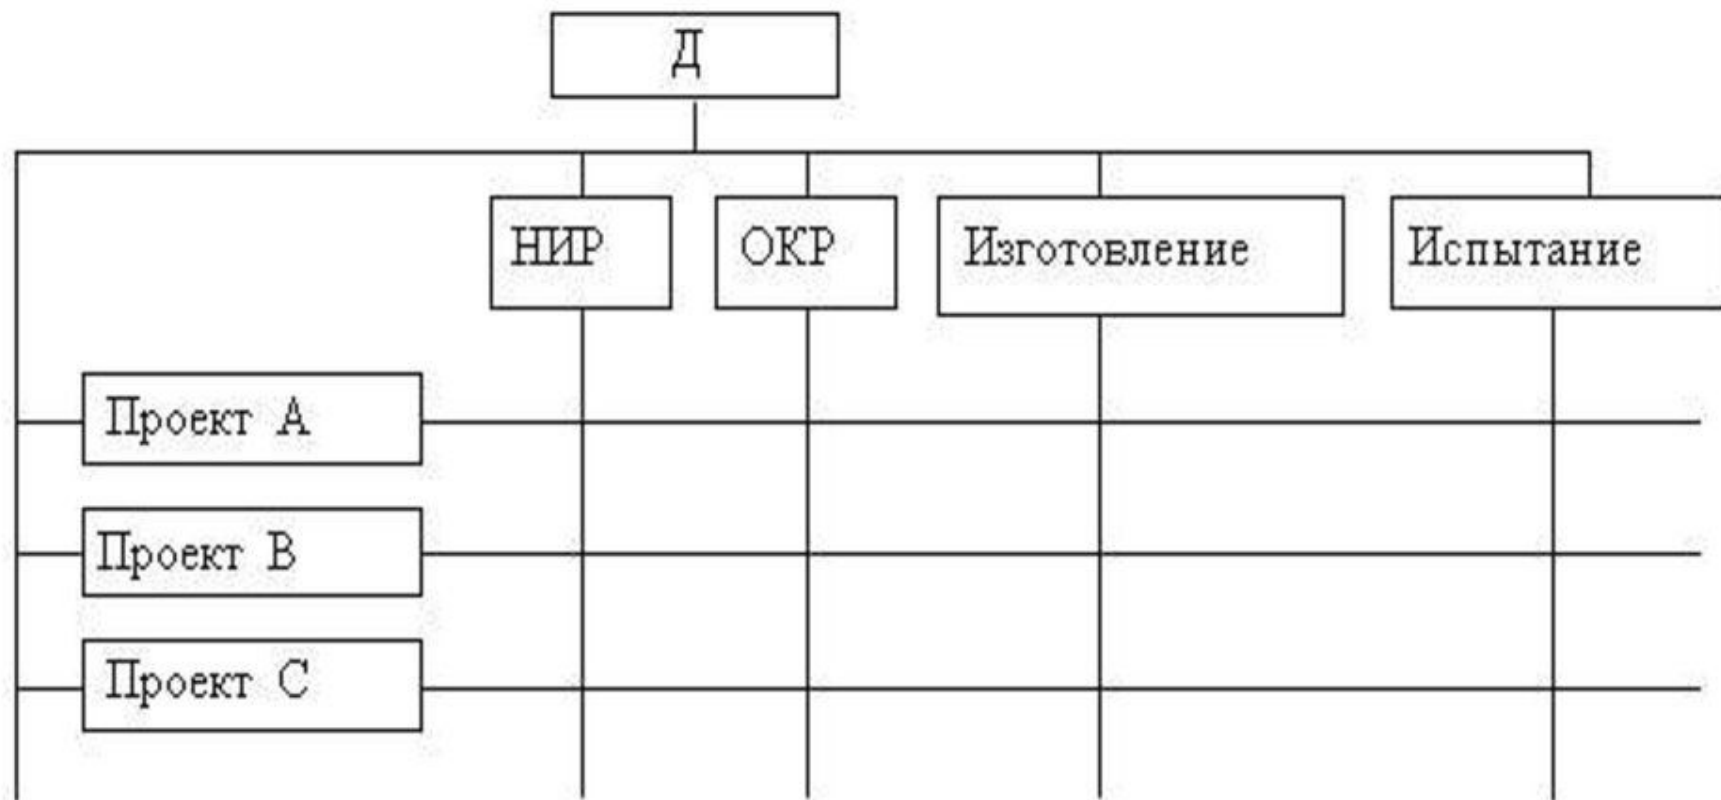 Д
НИР
ОКР
Изготовление
Испытание
Проект А
Проект В
Проект С